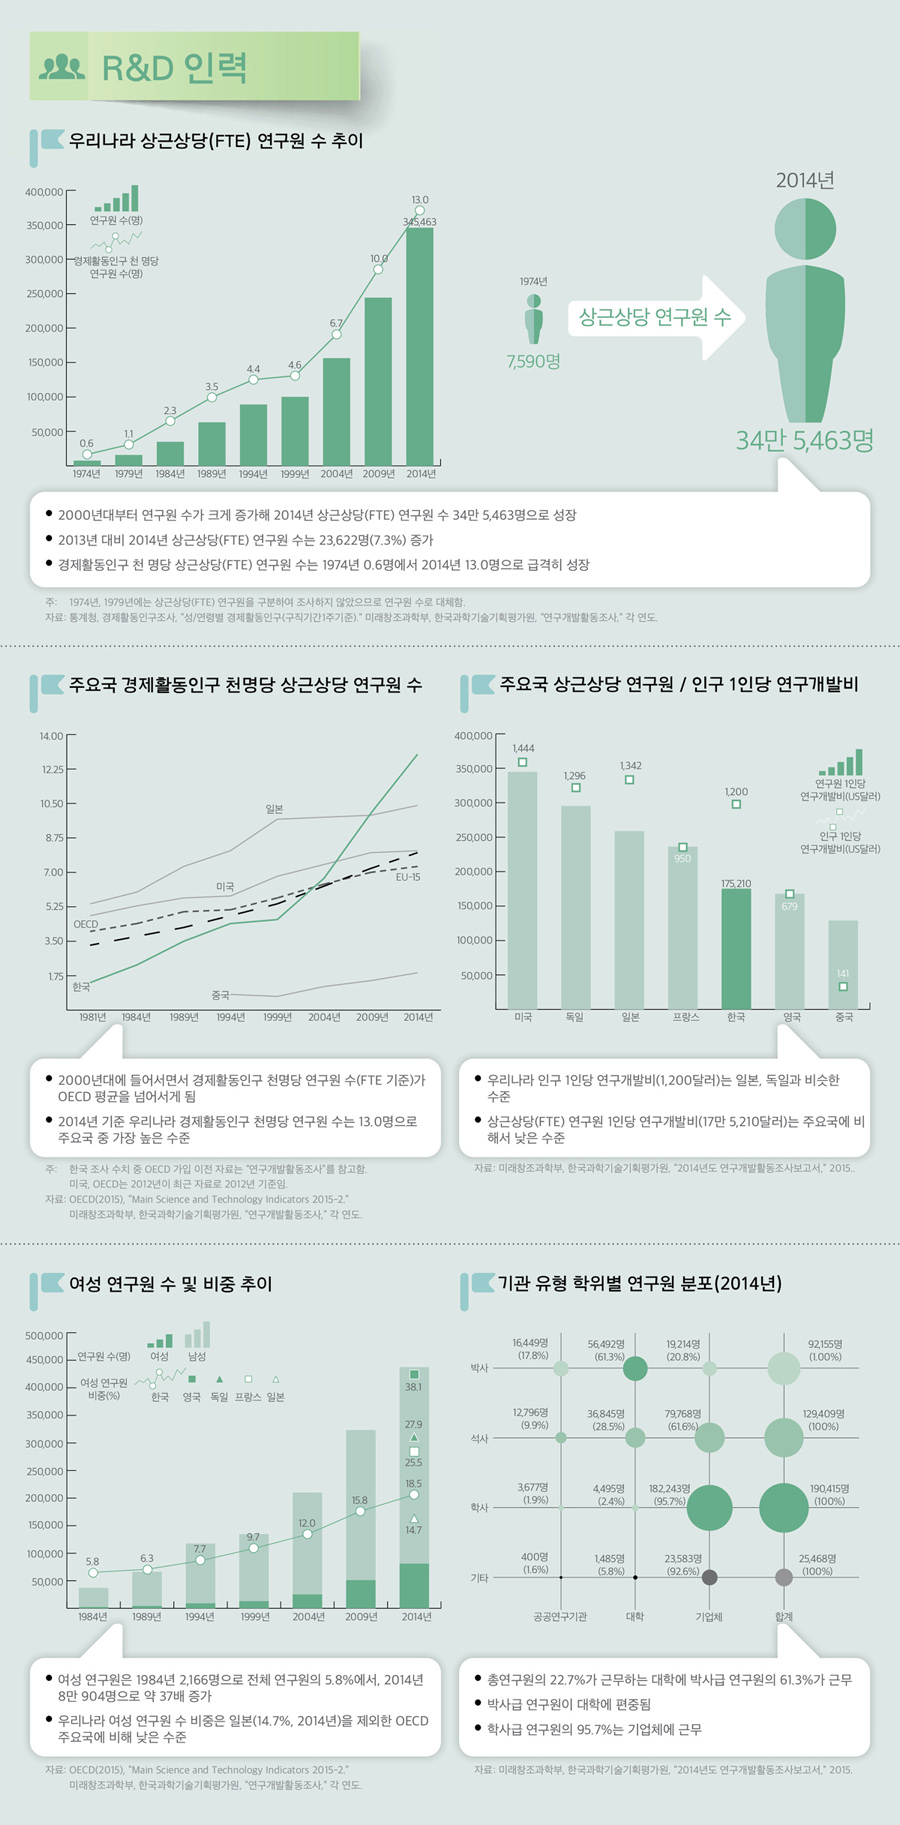 R&D 인력
우리나라 상근상당(FTE) 연구원 수 추이
400,000
350,000
300,000
250,000
200,000
150,000
100,000
50,000
연구원 수(명)
경제활동인구 천 명당
연구원 수(명)
0.6
1.1
2.3
3.5
4.4
4.6
6.7
10.0
13.0
345,463
1974년 1979년 1984년 1989년 1994년 1999년 2004년 2009년 2014년
1974년
7,590명
상근상당 연구원 수
2014년
34만 5,463명
• 2000년대부터 연구원 수가 크게 증가해 2014년 상근상당(FTE) 연구원 수 34만 5,463명으로 성장
• 2013년 대비 2014년 상근상당(FTE) 연구원 수는 23,622명(7.3%) 증가
• 경제활동인구 천 명당 상근상당(FTE) 연구원 수는 1974년 0.6명에서 2014년 13.0명으로 급격히 성장
주: 1974년, 1979년에는 상근상당(FTE) 연구원을 구분하여 조사하지 않았으므로 연구원 수로 대체함.
자료: 통계청, 경제활동인구조사, "성/연령별 경제활동인구(구직기간1주기준)." 미래창조과학부, 한국과학기술기획평가원, "연구개발활동조사," 각 연도.
주요국 경제활동인구 천명당 상근상당 연구원 수
14.00
12.25
10.50
8.75
7.00
5.25
3.50
1.75
일본
미국
EU-15
OECD
한국
중국
1981년 1984년 1989년 1994년 1999년 2004년 2009년 2014년
• 2000년대에 들어서면서 경제활동인구 천명당 연구원 수(FTE 기준)가
OECD 평균을 넘어서게 됨
• 2014년 기준 우리나라 경제활동인구 천명당 연구원 수는 13.0명으로
주요국 중 가장 높은 수준
주: 한국 조사 수치 중 OECD 가입 이전 자료는 "연구개발활동조사"를 참고함.
미국, OECD는 2012년이 최근 자료로 2012년 기준임.
자료: OECD(2015), "Main Science and Technology Indicators 2015-2."
미래창조과학부, 한국과학기술기획평가원, "연구개발활동조사," 각 연도.
주요국 상근상당 연구원 / 인구 1인당 연구개발비
400,000
350,000
300,000
250,000
200,000
150,000
100,000
50,000
1,444
1,296
1,342
950
1,200
175,210
679
141
연구원 1인당
연구개발비(US달러)
인구 1인당
연구개발비(US달러)
미국 독일 일본 프랑스 한국 영국 중국
• 우리나라 인구 1인당 연구개발비(1,200달러)는 일본, 독일과 비슷한
수준
• 상근상당(FTE) 연구원 1인당 연구개발비(17만 5,210달러)는 주요국에 비
해서 낮은 수준
자료: 미래창조과학부, 한국과학기술기획평가원, "2014년도 연구개발활동조사보고서," 2015..
여성 연구원 수 및 비중 추이
500,000
450,000
400,000
350,000
300,000
250,000
200,000
150,000
100,000
50,000
연구원 수(명) 여성 남성
여성 연구원
비중(%)
한국 영국 독일 프랑스 일본
5.8
6.3
7.7
9.7
12.0
15.8
18.5
38.1
27.9
25.5
14.7
1984년 1989년 1994년 1999년 2004년 2009년 2014년
• 여성 연구원은 1984년 2,166명으로 전체 연구원의 5.8%에서, 2014년
8만 904명으로 약 37배 증가
• 우리나라 여성 연구원 수 비중은 일본(14.7%, 2014년)을 제외한 OECD
주요국에 비해 낮은 수준
자료: OECD(2015), "Main Science and Technology Indicators 2015-2."
미래창조과학부, 한국과학기술기획평가원, "연구개발활동조사," 각 연도.
기관 유형 학위별 연구원 분포(2014년)
16,449명 56,492명 19,214명 92,155명
(17.8%) (61.3%) (20.8%) (1.00%)
박사
12,796명 36,845명 79,768명 129,409명
(9.9%) (28.5%) (61.6%) (100%)
석사
3,677명 4,495명 182,243명 190,415명
(1.9%) (2.4%) (95.7%) (100%)
학사
400명 1,485명 23,583명 25,468명
(1.6%) (5.8%) (92.6%) (100%)
기타
공공연구기관 대학 기업체 합계
• 총연구원의 22.7%가 근무하는 대학에 박사급 연구원의 61.3%가 근무
• 박사급 연구원이 대학에 편중됨
• 학사급 연구원의 95.7%는 기업체에 근무
자료: 미래창조과학부, 한국과학기술기획평가원, "2014년도 연구개발활동조사보고서," 2015.